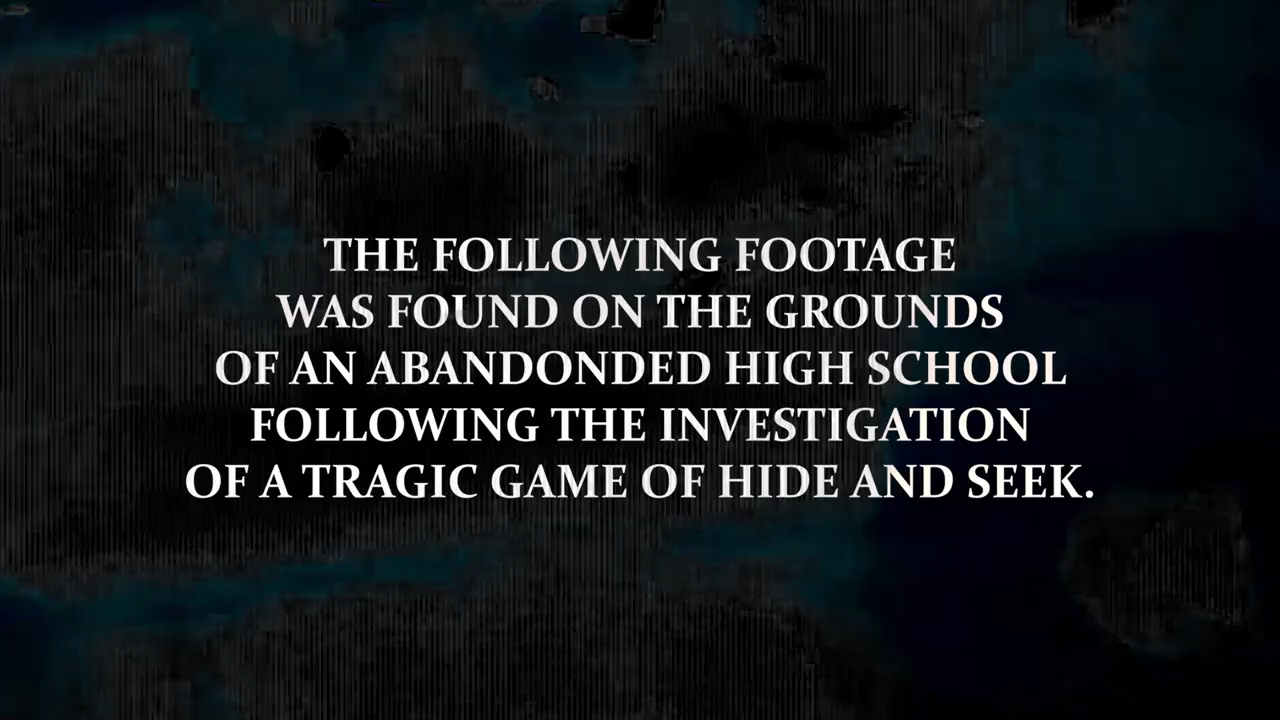 THE FOLLOWING FOOTAGE
WAS FOUND ON THE GROUNDS
OF AN ABANDONDED HIGH SCHOOL
FOLLOWING THE INVESTIGATION
OF A TRAGIC GAME OF HIDE AND SEEK.